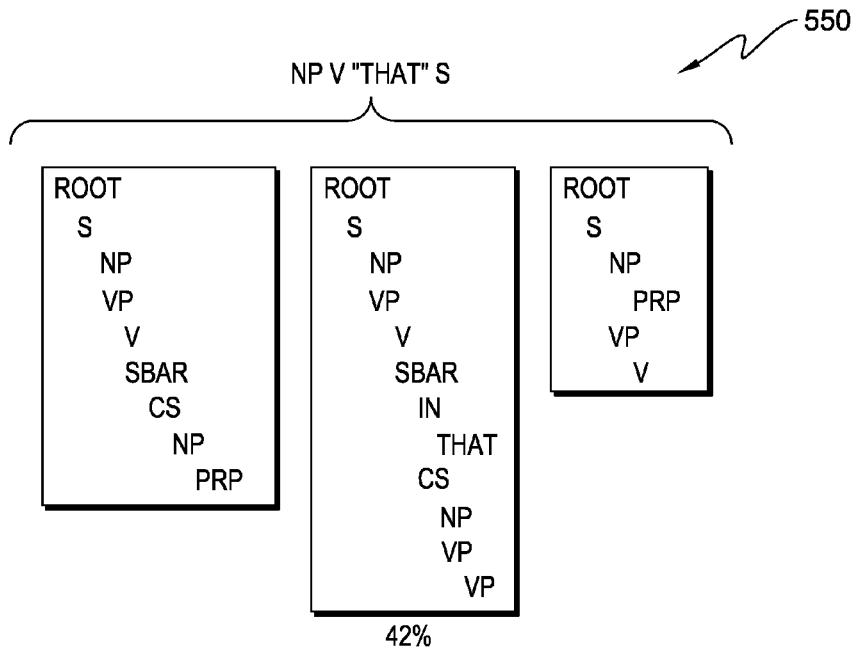 550
NP V "THAT" S
ROOT
S
NP
VP
V
SBAR
CS
NP
PRP
ROOT
S
NP
VP
V
SBAR
IN
THAT
CS
NP
VP
VP
42%
ROOT
S
NP
PRP
VP
V